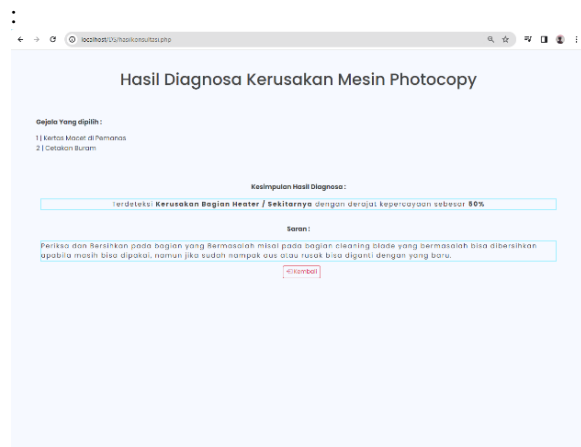 :
localhost/DS/hasilkonsultasi.php
Hasil Diagnosa Kerusakan Mesin Photocopy
Gejala Yang dipilih :
1 | Kertas Macet di Pemanas
2 | Cetakan Buram
Kesimpulan Hasil Diagnosa :
Terdeteksi Kerusakan Bagian Heater / Sekitarnya dengan derajat kepercayaan sebesar 60%
Saran :
Periksa dan Bersihkan pada bagian yang Bermasalah misal pada bagian cleaning blade yang bermasalah bisa dibersihkan
apabila masih bisa dipakai, namun jika sudah nampak aus atau rusak bisa diganti dengan yang baru.
Kembali